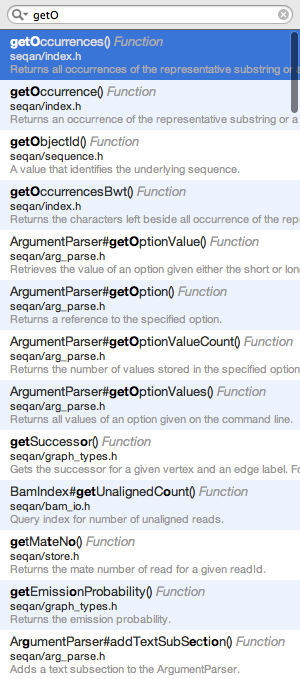 getO
getOccurrences() Function
seqan/index.h
Returns all occurrences of the representative substring or a
getOccurrence() Function
seqan/index.h
Returns an occurrence of the representative substring or a
getObjectId() Function
seqan/sequence.h
A value that identifies the underlying sequence.
getOccurrencesBwt() Function
seqan/index.h
Returns the characters left beside all occurrence of the rep
ArgumentParser#getOptionValue() Function
seqan/arg_parse.h
Retrieves the value of an option given either the short or long
ArgumentParser#getOption() Function
seqan/arg_parse.h
Returns a reference to the specified option.
ArgumentParser#getOptionValueCount() Function
seqan/arg_parse.h
Returns the number of values stored in the specified option
ArgumentParser#getOptionValues() Function
seqan/arg_parse.h
Returns all values of an option given on the command line.
getSuccessor() Function
seqan/graph_types.h
Gets the successor for a given vertex and an edge label. Fo
BamIndex#getUnalignedCount() Function
seqan/bam_io.h
Query index for number of unaligned reads.
getMateNo() Function
seqan/store.h
Returns the mate number of read for a given readId.
getEmissionProbability() Function
seqan/graph_types.h
Returns the emission probability.
ArgumentParser#addTextSubSection() Function
seqan/arg_parse.h
Adds a text subsection to the ArgumentParser.